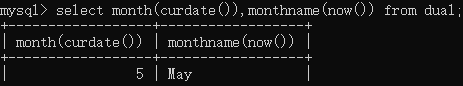 mysql> select month(curdate()),monthname(now()) from dual;
+------------------+------------------+
| month(curdate()) | monthname(now()) |
+------------------+------------------+
|                5 | May              |